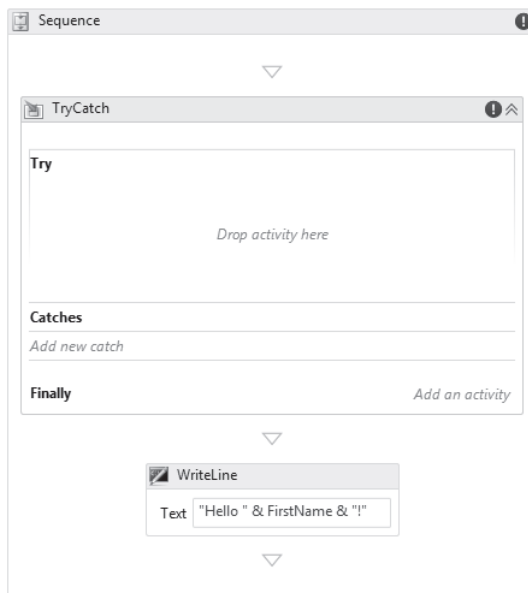 Sequence
TryCatch
Try
Drop activity here
Catches
Add new catch
Finally Add an activity
WriteLine
Text "Hello " & FirstName & "!"